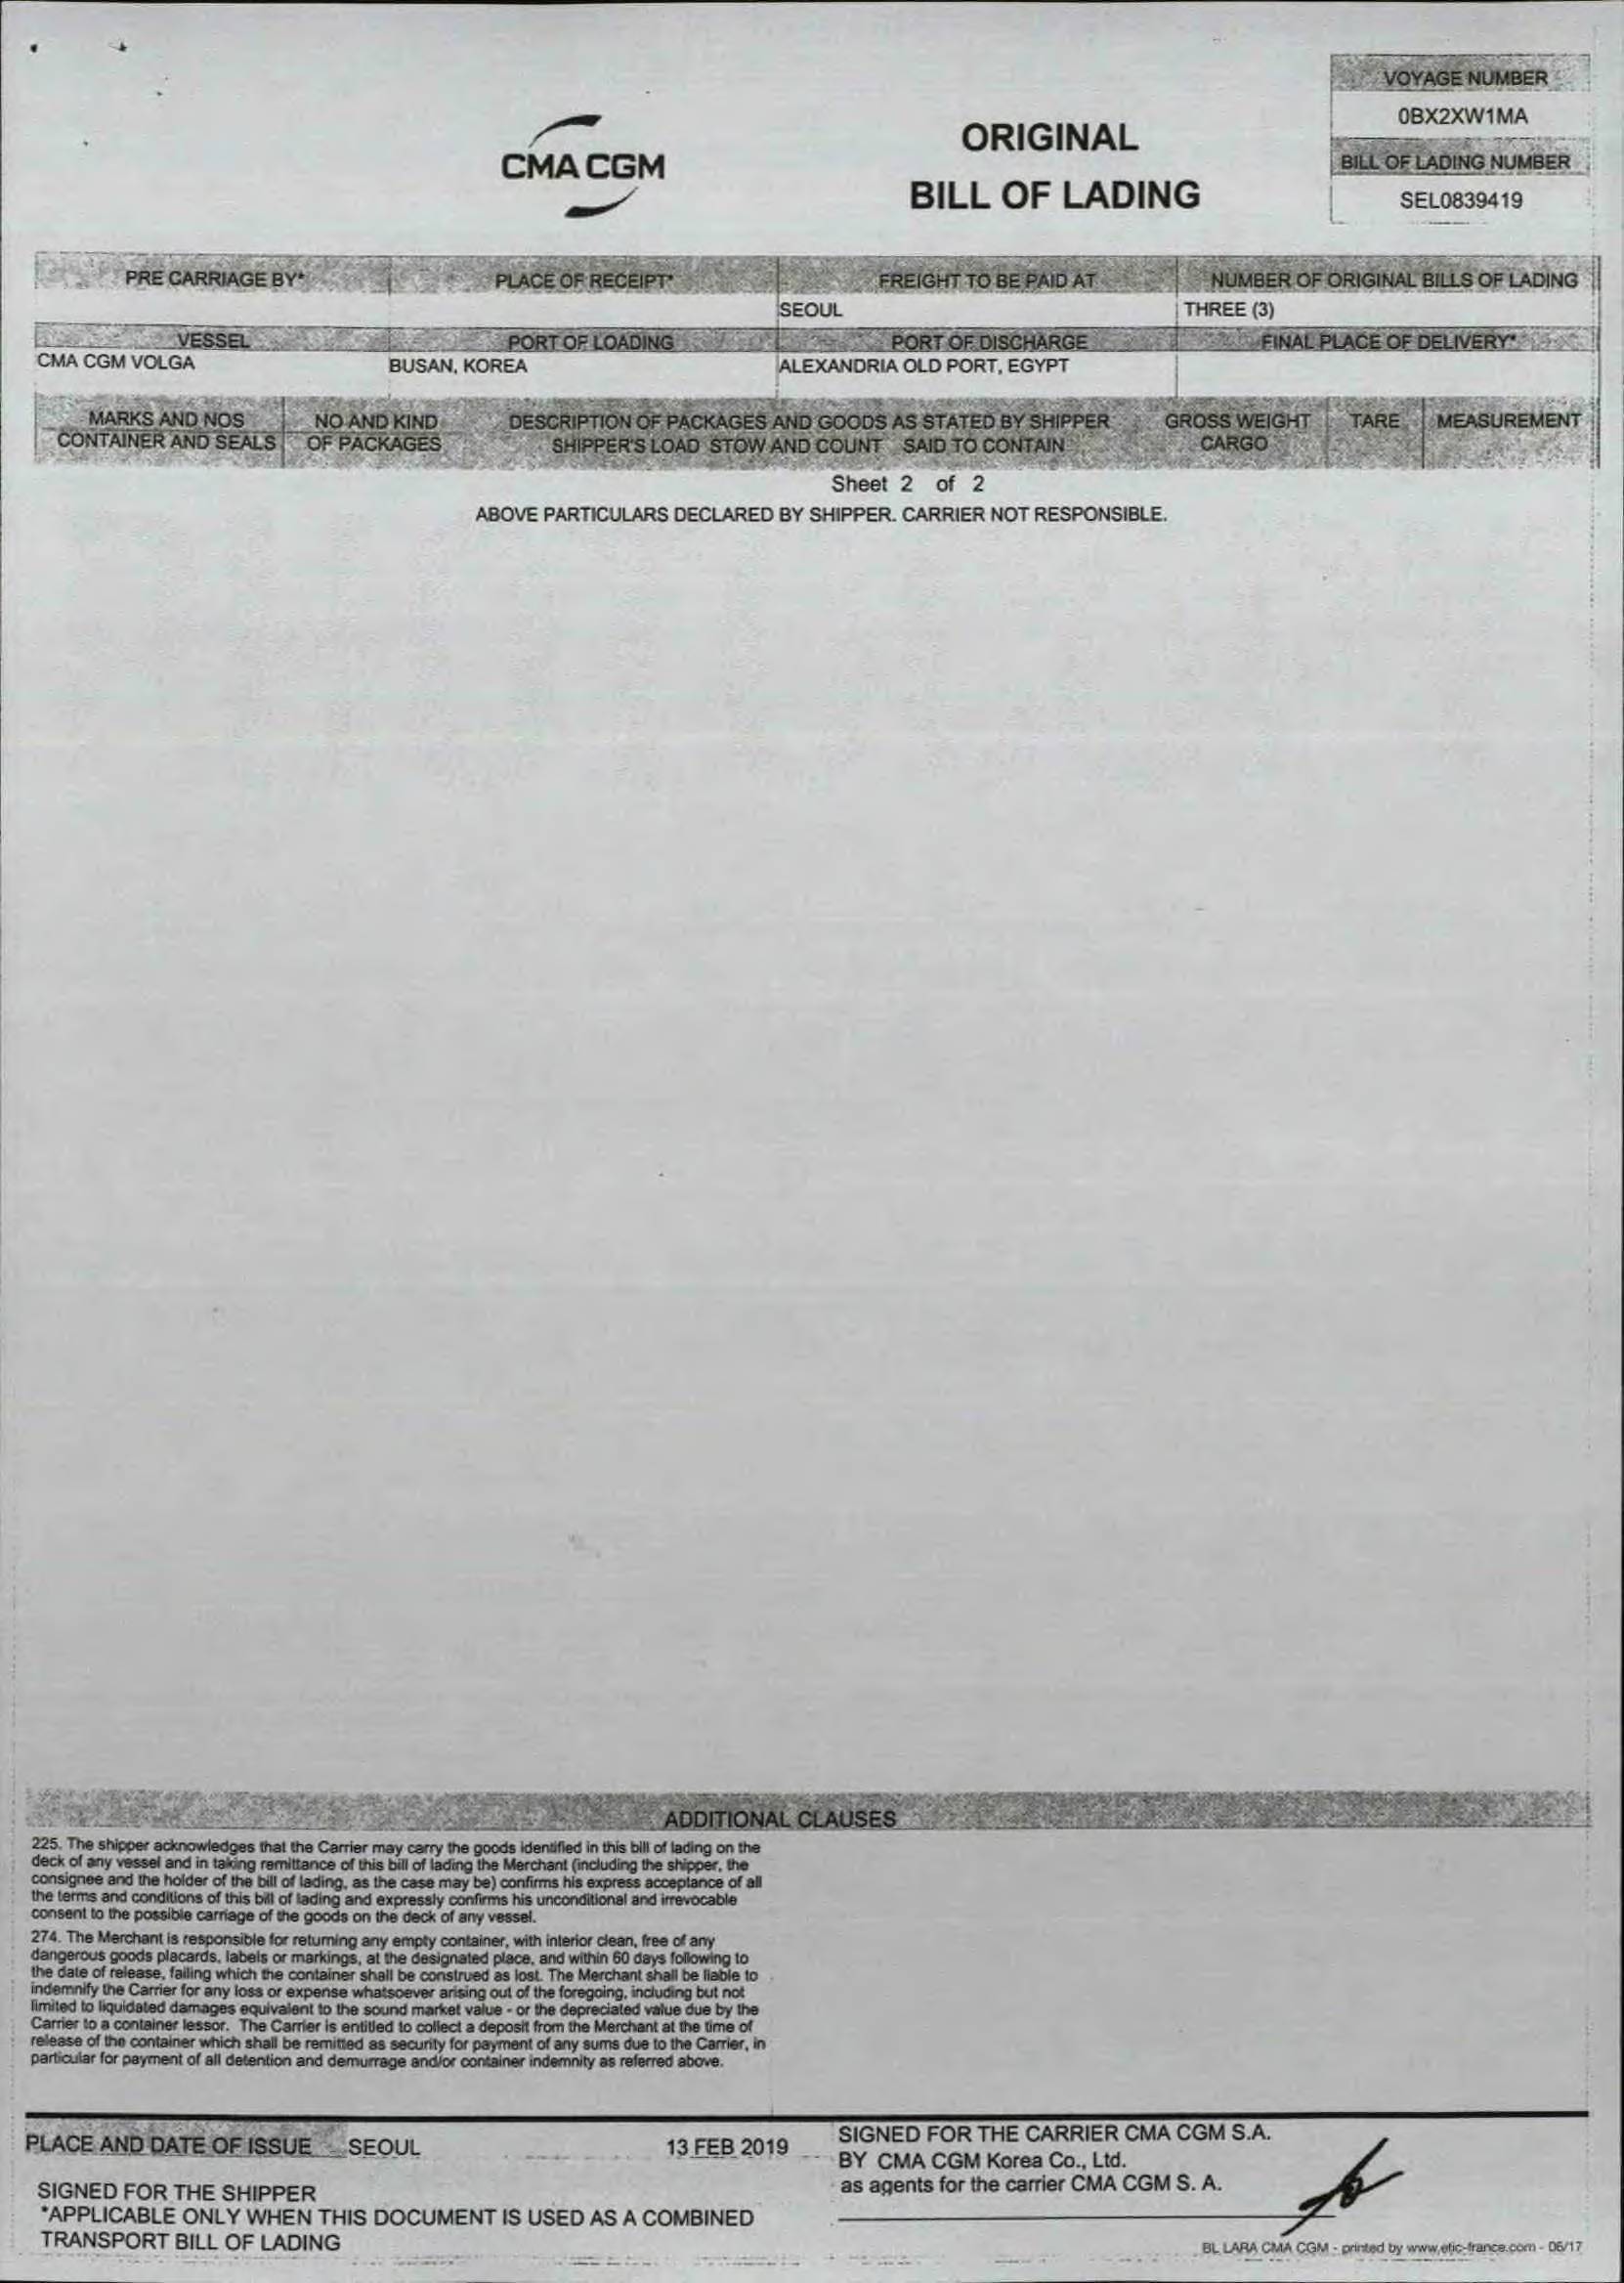 VOYAGE NUMBER
0BX2XW1MA
CMA CGM
ORIGINAL
BILL OF LADING
BILL OF LADING NUMBER
SEL0839419
PRE CARRIAGE BY* PLACE OF RECEIPT* FREIGHT TO BE PAID AT NUMBER OF ORIGINAL BILLS OF LADING
SEOUL THREE (3)
VESSEL PORT OF LOADING PORT OF DISCHARGE FINAL PLACE OF DELIVERY*
CMA CGM VOLGA BUSAN, KOREA ALEXANDRIA OLD PORT, EGYPT
MARKS AND NOS NO AND KIND DESCRIPTION OF PACKAGES AND GOODS AS STATED BY SHIPPER GROSS WEIGHT TARE MEASUREMENT
CONTAINER AND SEALS OF PACKAGES SHIPPER'S LOAD STOW AND COUNT SAID TO CONTAIN CARGO
Sheet 2 of 2
ABOVE PARTICULARS DECLARED BY SHIPPER. CARRIER NOT RESPONSIBLE.
ADDITIONAL CLAUSES
225. The shipper acknowledges that the Carrier may carry the goods identified in this bill of lading on the
deck of any vessel and in taking remittance of this bill of lading the Merchant (including the shipper, the
consignee and the holder of the bill of lading, as the case may be) confirms his express acceptance of all
the terms and conditions of this bill of lading and expressly confirms his unconditional and irrevocable
consent to the possible carriage of the goods on the deck of any vessel.
274. The Merchant is responsible for returning any empty container, with interior clean, free of any
dangerous goods placards, labels or markings, at the designated place, and within 60 days following to
the date of release, failing which the container shall be construed as lost. The Merchant shall be liable to
indemnify the Carrier for any loss or expense whatsoever arising out of the foregoing, including but not
limited to liquidated damages equivalent to the sound market value - or the depreciated value due by the
Carrier to a container lessor. The Carrier is entitled to collect a deposit from the Merchant at the time of
release of the container which shall be remitted as security for payment of any sums due to the Carrier, in
particular for payment of all detention and demurrage and/or container indemnity as referred above.
PLACE AND DATE OF ISSUE SEOUL 13 FEB 2019
SIGNED FOR THE CARRIER CMA CGM S.A.
BY CMA CGM Korea Co., Ltd.
as agents for the carrier CMA CGM S. A.
SIGNED FOR THE SHIPPER
*APPLICABLE ONLY WHEN THIS DOCUMENT IS USED AS A COMBINED
TRANSPORT BILL OF LADING
BL LARA CMA CGM - printed by www.etic-france.com - 06/17